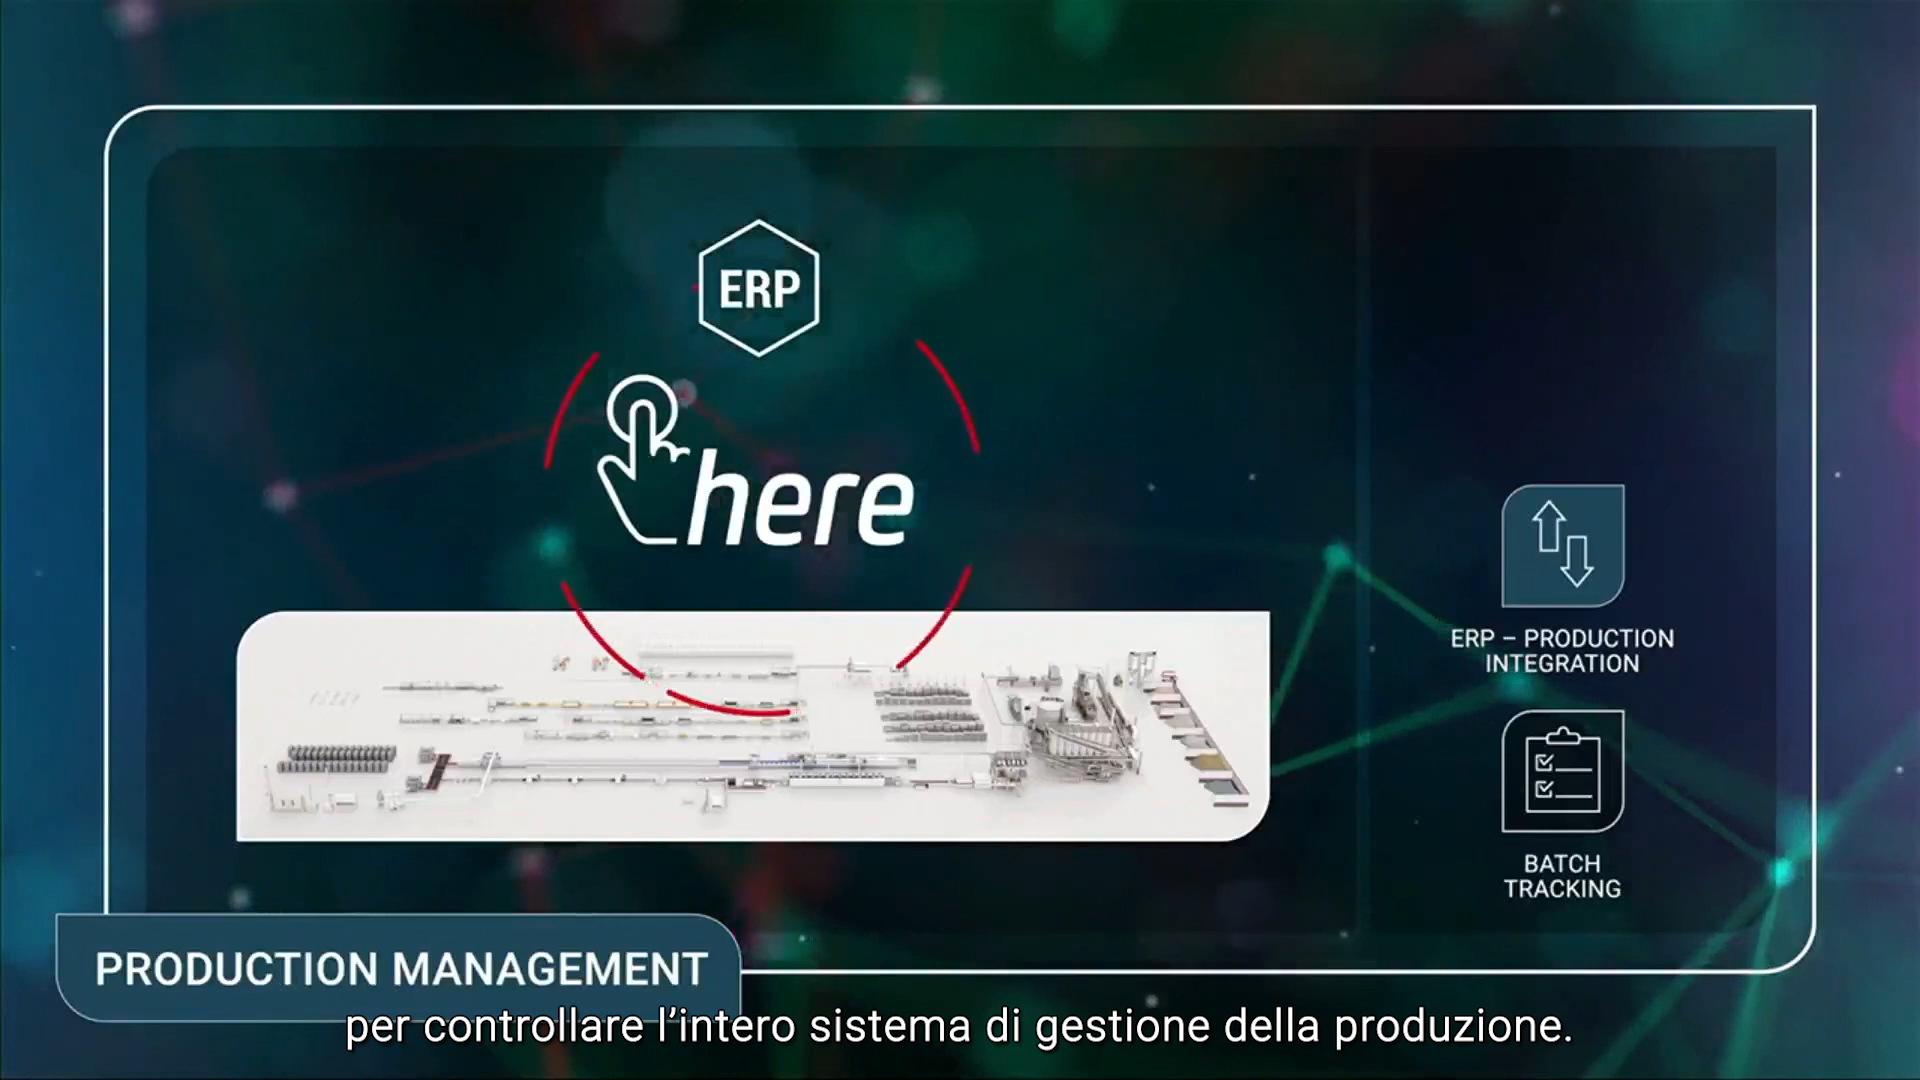 ERP
here
ERP – PRODUCTION
INTEGRATION
BATCH
TRACKING
PRODUCTION MANAGEMENT
per controllare l’intero sistema di gestione della produzione.